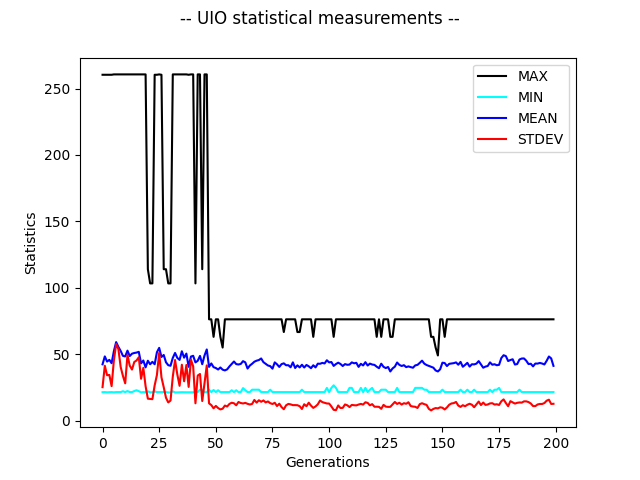 -- UIO statistical measurements --
MAX
MIN
MEAN
STDEV
Statistics
250
200
150
100
50
0
0 25 50 75 100 125 150 175 200
Generations